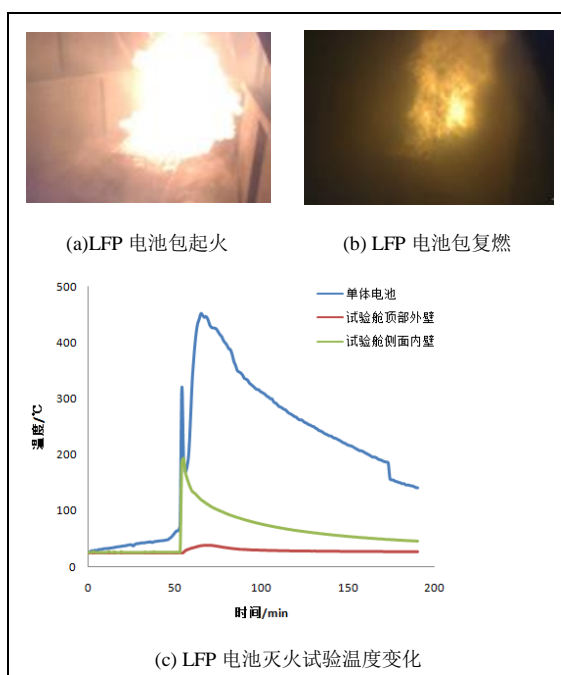 (a)LFP 电池包起火
(b) LFP 电池包复燃
单体电池
试验舱顶部外壁
试验舱侧面内壁
温度/℃
500
400
300
200
100
0
0 50 100 150 200
时间/min
(c) LFP 电池灭火试验温度变化